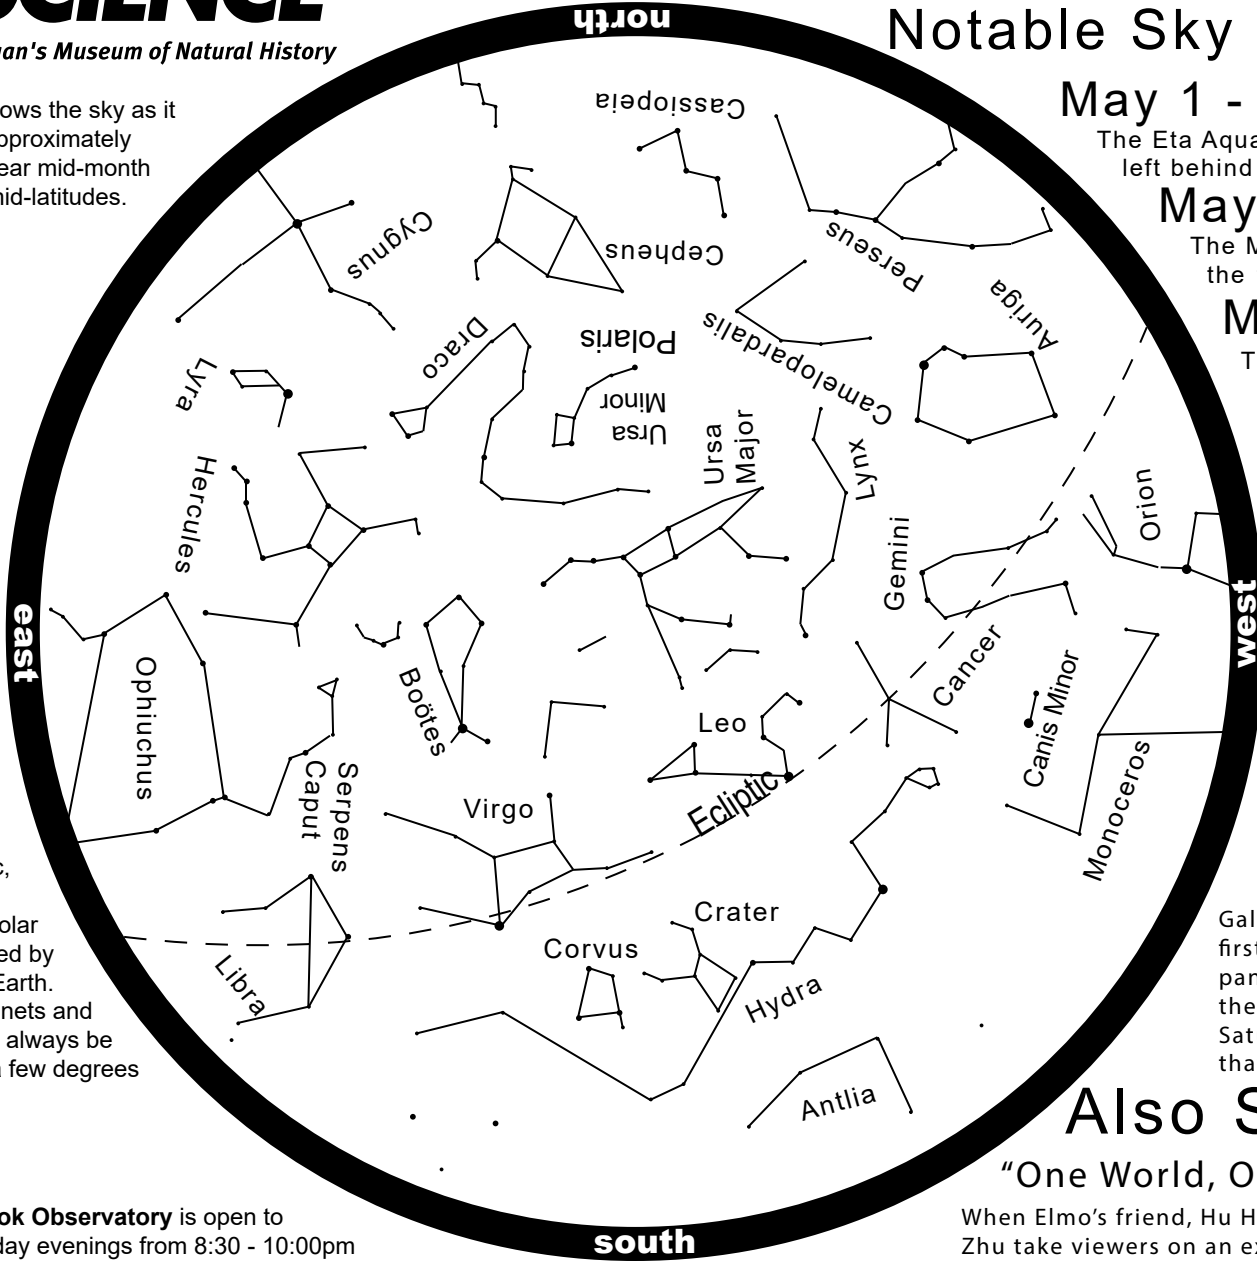 SCIENCE
an's Museum of Natural History
ows the sky as it
pproximately
ear mid-month
mid-latitudes.
Notable Sky
May 1 -
The Eta Aqua
left behind
May
The M
the
M
T
north
Cassiopeia
Cygnus
Cepheus
Perseus
Auriga
Draco
Polaris
Camelopardalis
Lyra
Ursa
Minor
Ursa
Major
Lynx
Hercules
Gemini
Orion
east
west
Ophiuchus
Boötes
Leo
Cancer
Canis Minor
Monoceros
Serpens
Caput
Virgo
Ecliptic
Libra
Corvus
Crater
Hydra
Antlia
south
c,
olar
ed by
Earth.
nets and
always be
a few degrees
ok Observatory is open to
day evenings from 8:30 - 10:00pm
Gal
first
pan
the
Sat
tha
Also S
“One World, O
When Elmo’s friend, Hu H
Zhu take viewers on an ex